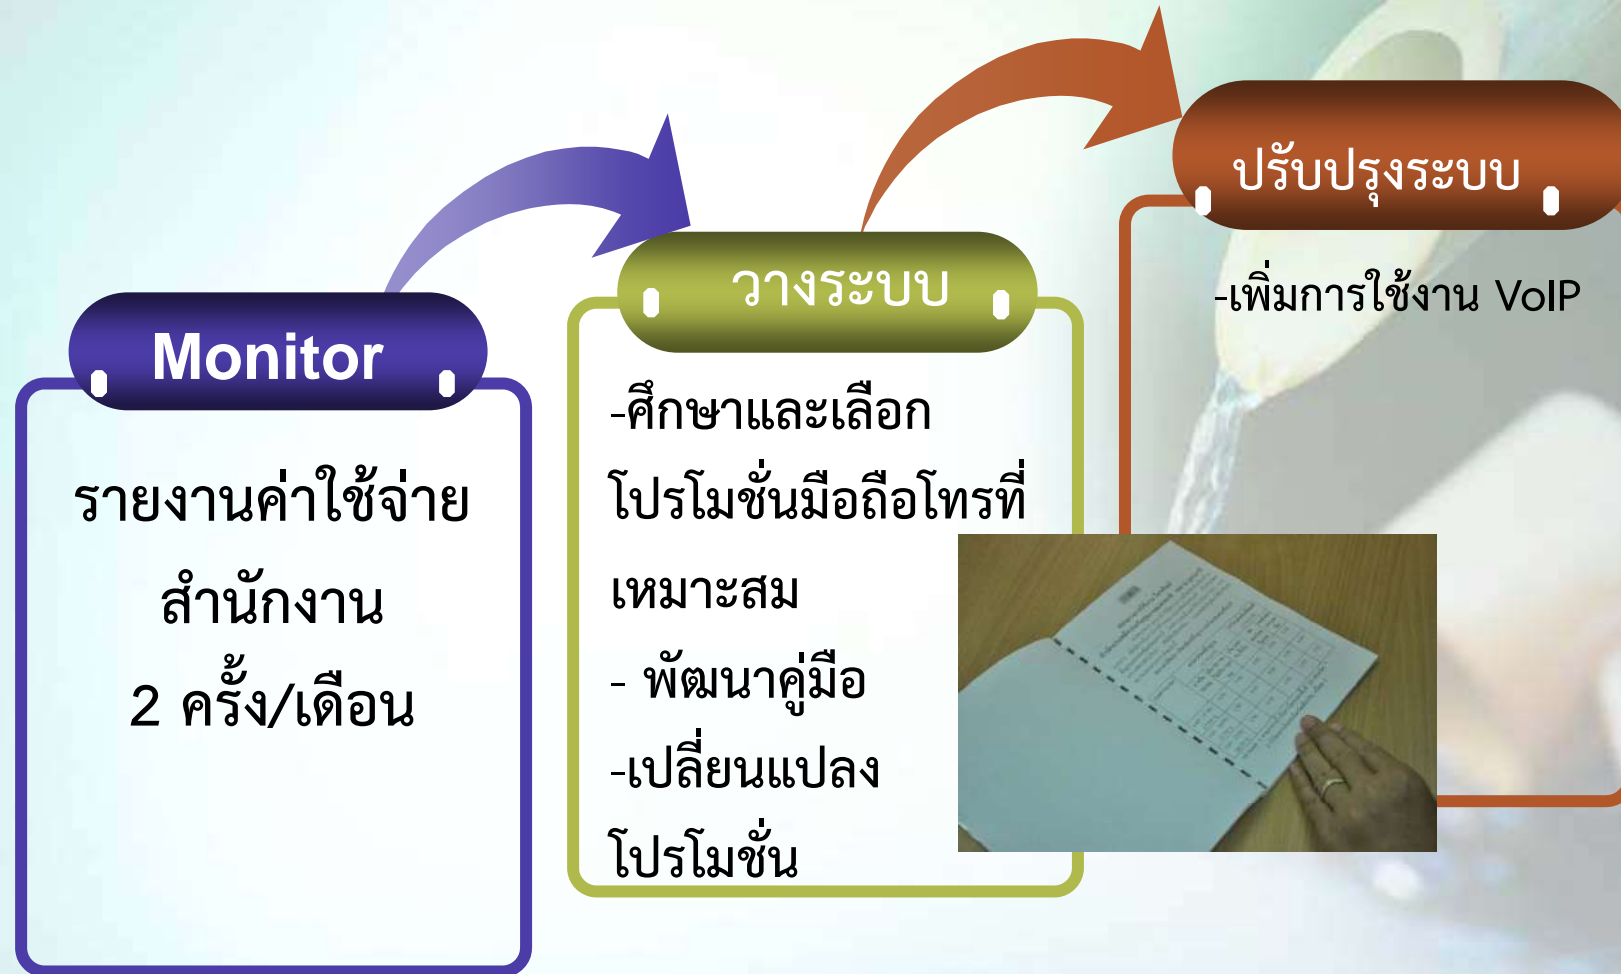 Monitor
รายงานค่าใช้จ่าย
สำนักงาน
2 ครั้ง/เดือน
วางระบบ
-ศึกษาและเลือก
โปรโมชั่นมือถือโทรที่
เหมาะสม
- พัฒนาคู่มือ
-เปลี่ยนแปลง
โปรโมชั่น
ปรับปรุงระบบ
-เพิ่มการใช้งาน VoIP